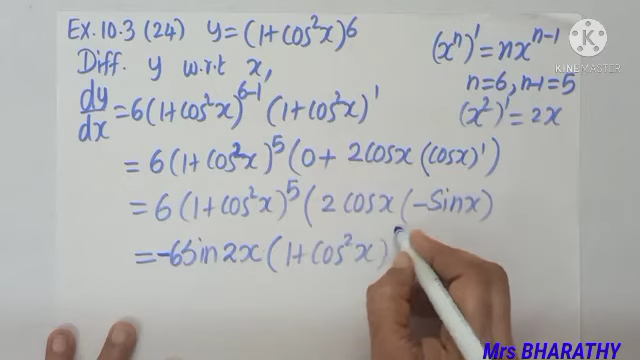 Ex.10.3 (24) y = (1+cos²x)⁶
(xⁿ)' = nxⁿ⁻¹
Diff. y w.r.t x,
n=6, n-1=5
dy/dx = 6(1+cos²x)⁶⁻¹ (1+cos²x)'
(x²)' = 2x
= 6(1+cos²x)⁵(0+ 2cosx(cosx)')
= 6(1+cos²x)⁵(2cosx(-sinx)
= -6sin2x(1+cos²x)
KINEMASTER
Mrs BHARATHY